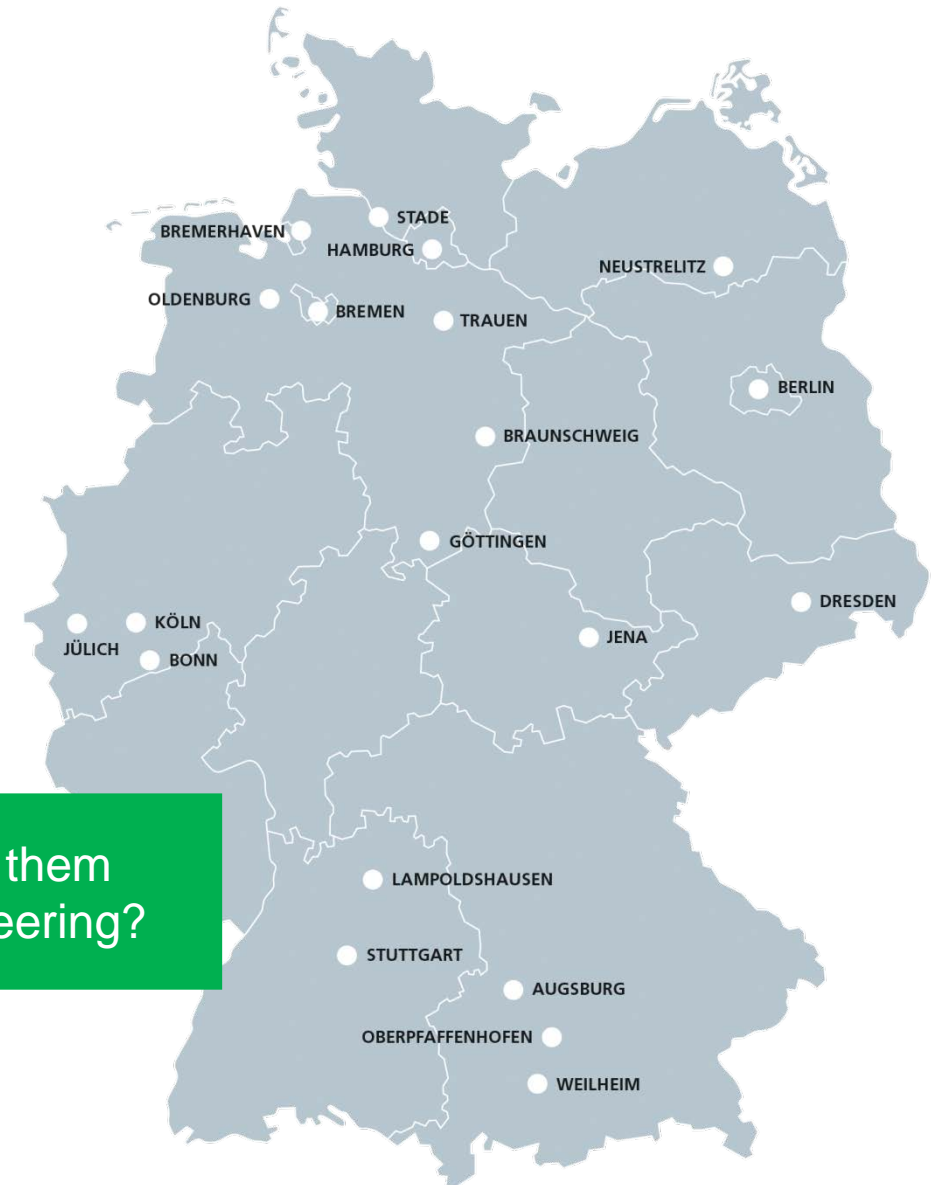 STADE
BREMERHAVEN
HAMBURG
NEUSTRELITZ
OLDENBURG
BREMEN
TRAUEN
BERLIN
BRAUNSCHWEIG
GÖTTINGEN
DRESDEN
KÖLN
JENA
JÜLICH
BONN
them
eering?
LAMPOLDSHAUSEN
STUTTGART
AUGSBURG
OBERPFAFFENHOFEN
WEILHEIM